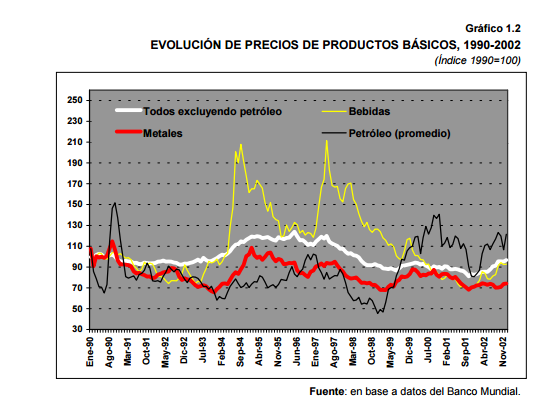 Gráfico 1.2
EVOLUCIÓN DE PRECIOS DE PRODUCTOS BÁSICOS, 1990-2002
(Índice 1990=100)
250
230
210
190
170
150
130
110
90
70
50
30
Todos excluyendo petróleo
Bebidas
Metales
Petróleo (promedio)
Ene-90
Ago-90
Mar-91
Oct-91
May-92
Dic-92
Jul-93
Feb-94
Sep-94
Abr-95
Nov-95
Jun-96
Ene-97
Ago-97
Mar-98
Oct-98
May-99
Dic-99
Jul-00
Feb-01
Sep-01
Abr-02
Nov-02
Fuente: en base a datos del Banco Mundial.